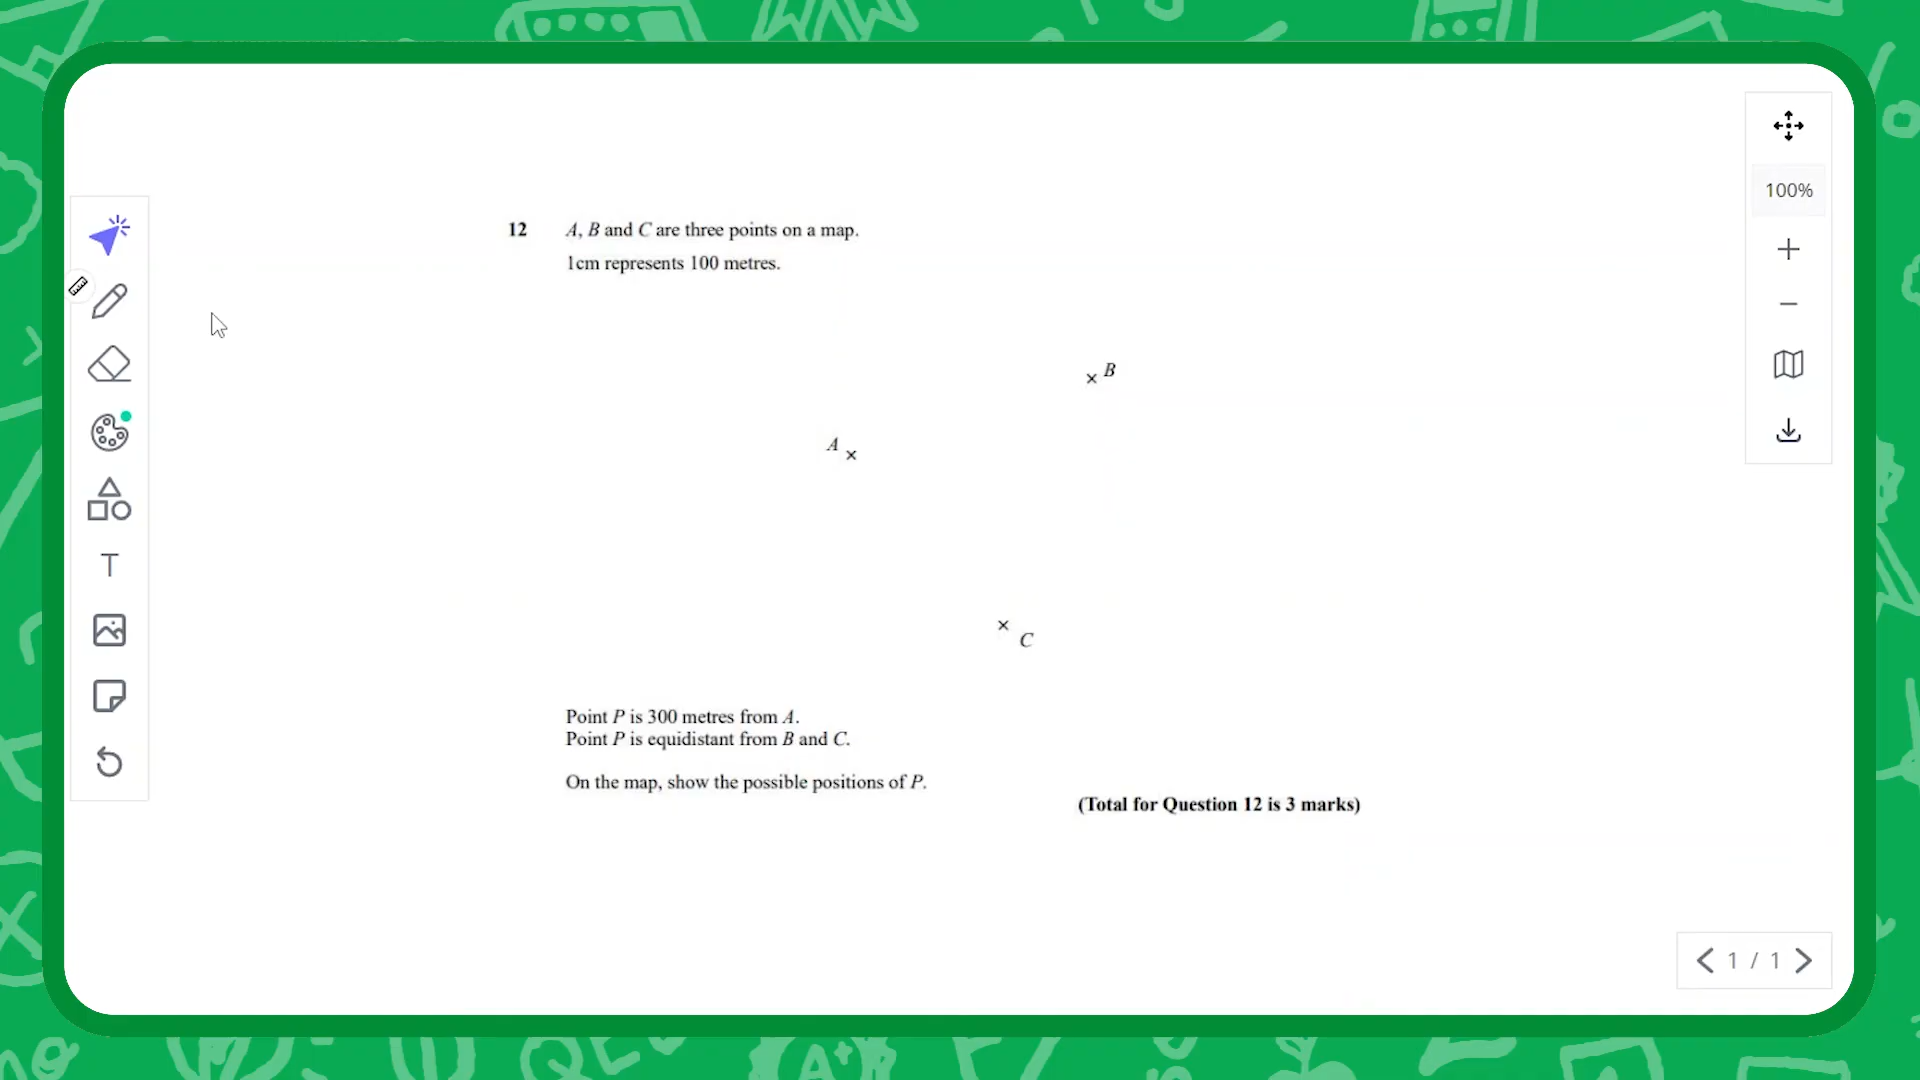 12 A, B and C are three points on a map.
1cm represents 100 metres.
B
A
C
Point P is 300 metres from A.
Point P is equidistant from B and C.
On the map, show the possible positions of P.
(Total for Question 12 is 3 marks)
100%
T
1 / 1
A+